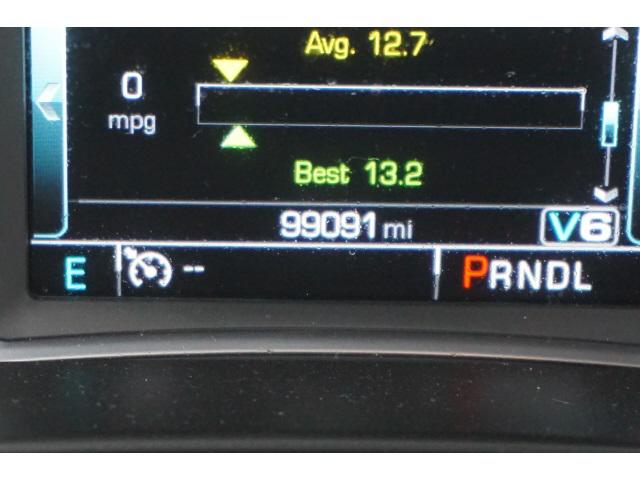 Avg. 12.7
0
mpg
Best 13.2
99091 mi
V6
E
--
PRNDL